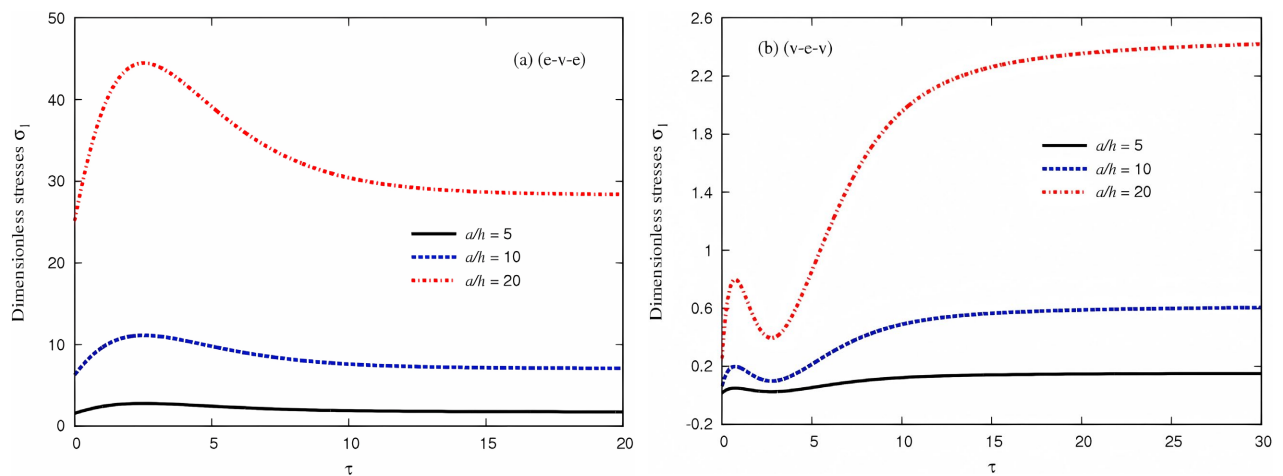 50
40
30
20
10
0
Dimensionless stresses σ₁
(a) (e-v-e)
a/h = 5
a/h = 10
a/h = 20
0 5 10 15 20
τ
2.6
2.2
1.8
1.4
1
0.6
0.2
-0.2
Dimensionless stresses σ₁
(b) (v-e-v)
a/h = 5
a/h = 10
a/h = 20
0 5 10 15 20 25 30
τ